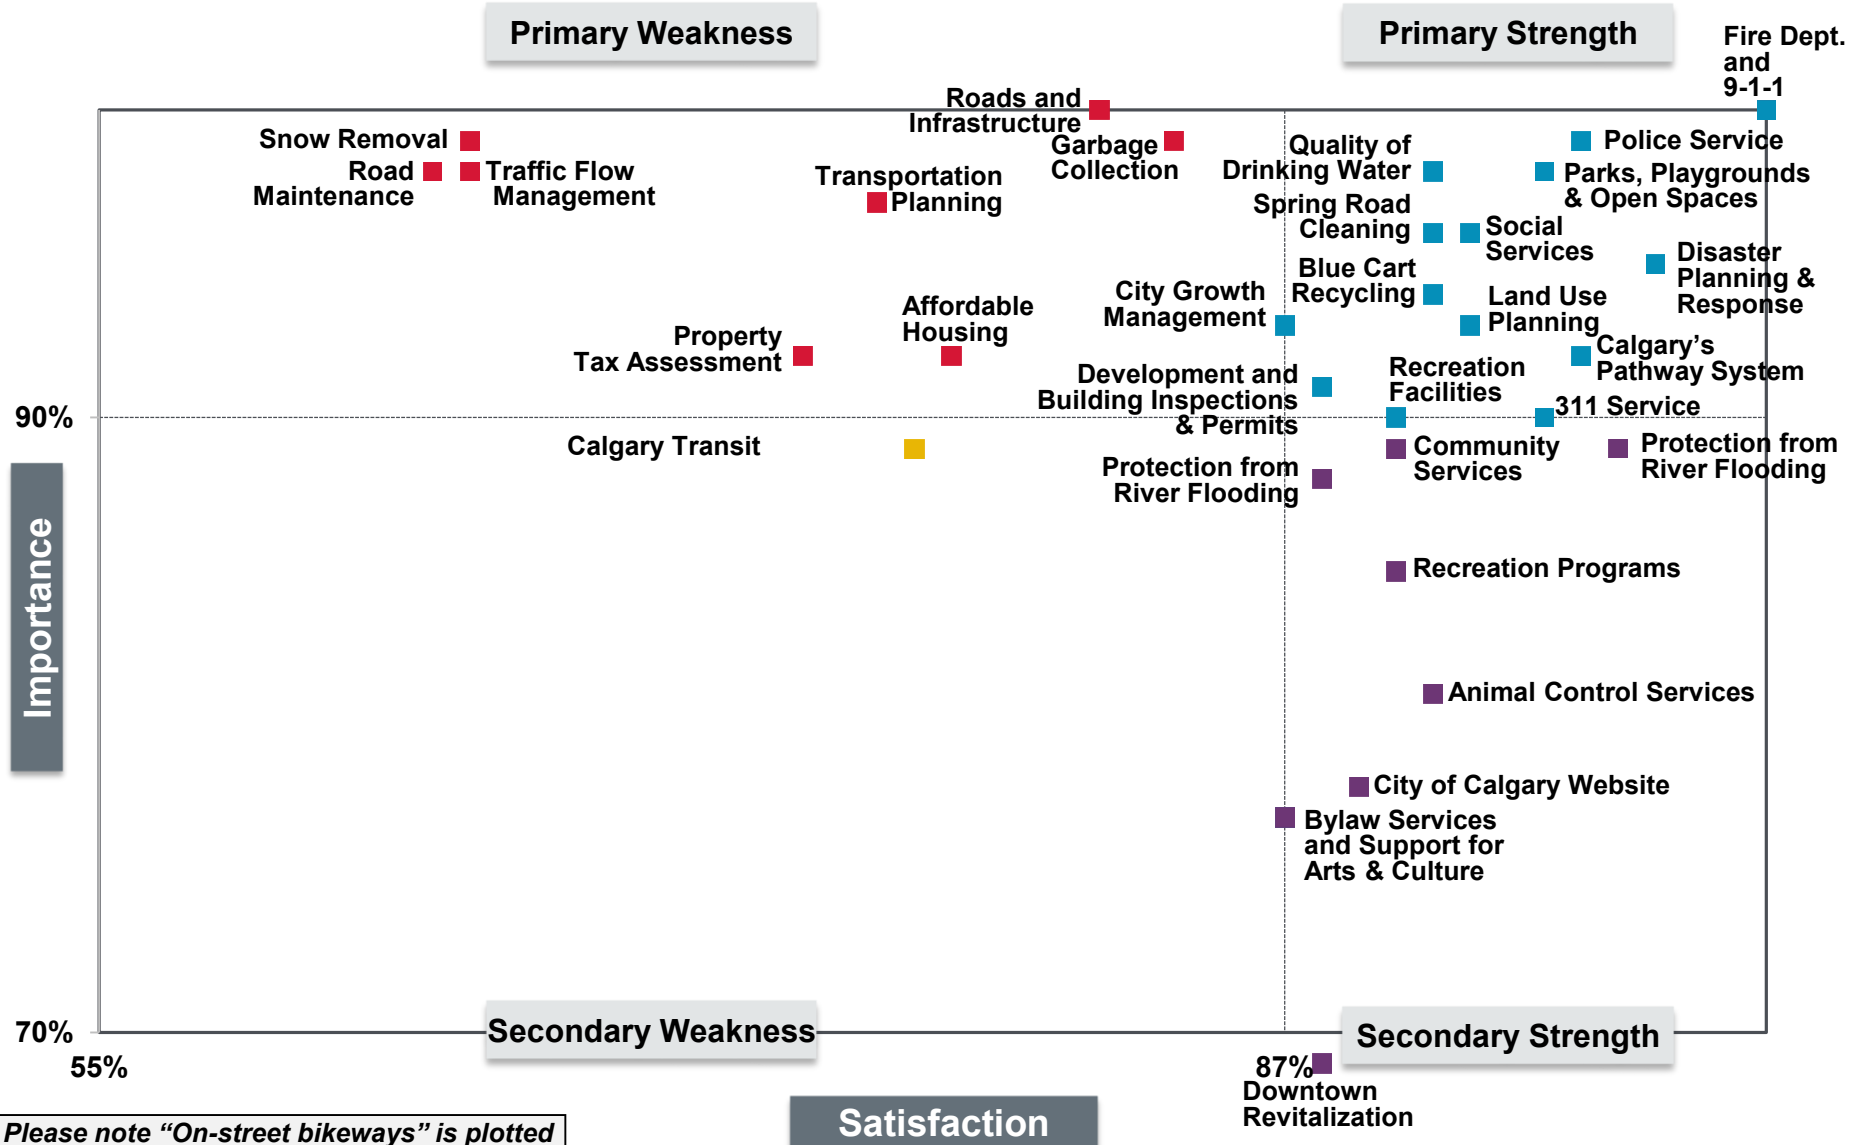 Primary Weakness
Primary Strength
Fire Dept.
and
9-1-1
Roads and
Infrastructure
Snow Removal
Garbage
Collection
Quality of
Drinking Water
Police Service
Road
Maintenance
Traffic Flow
Management
Transportation
Planning
Parks, Playgrounds
& Open Spaces
Spring Road
Cleaning
Social
Services
Disaster
Planning &
Response
Blue Cart
Recycling
City Growth
Management
Land Use
Planning
Affordable
Housing
Property
Tax Assessment
Calgary’s
Pathway System
Development and
Building Inspections
& Permits
Recreation
Facilities
311 Service
90%
Calgary Transit
Community
Services
Protection from
River Flooding
Protection from
River Flooding
Importance
Recreation Programs
Animal Control Services
City of Calgary Website
Bylaw Services
and Support for
Arts & Culture
70%
Secondary Weakness
Secondary Strength
55%
87%
Downtown
Revitalization
Satisfaction
Please note “On-street bikeways” is plotted